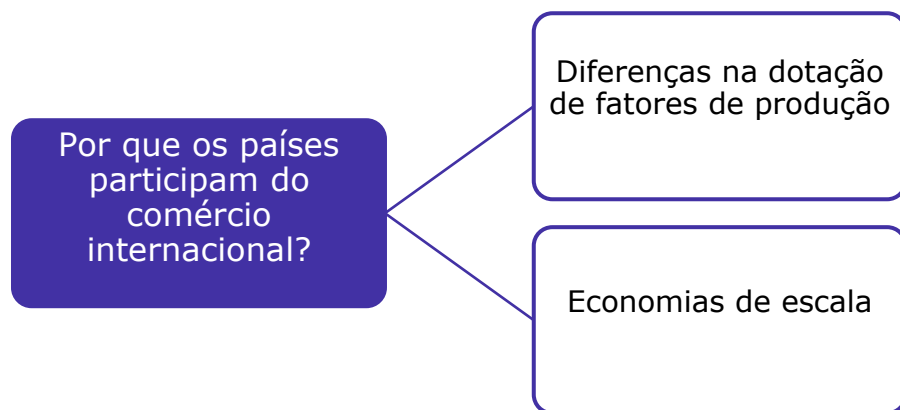 Por que os países
participam do
comércio
internacional?
Diferenças na dotação
de fatores de produção
Economias de escala